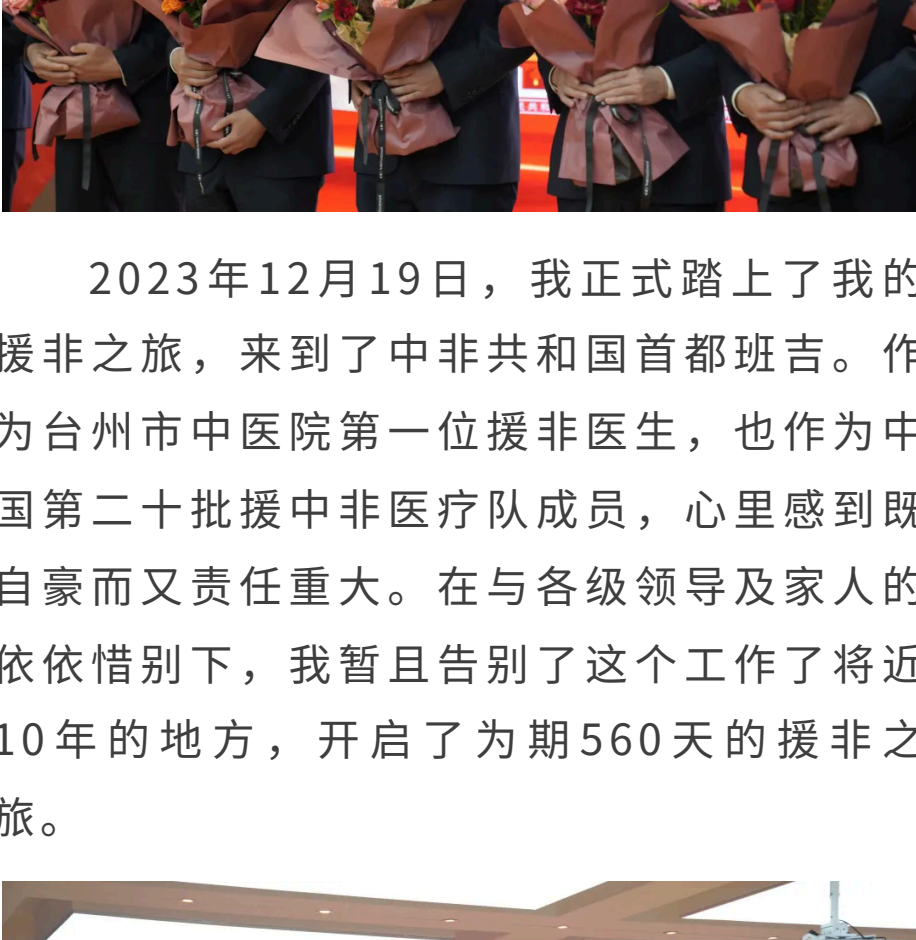 2023年12月19日，我正式踏上了我的
援非之旅，来到了中非共和国首都班吉。作
为台州市中医院第一位援非医生，也作为中
国第二十批援中非医疗队成员，心里感到既
自豪而又责任重大。在与各级领导及家人的
依依惜别下，我暂且告别了这个工作了将近
10年的地方，开启了为期560天的援非之
旅。